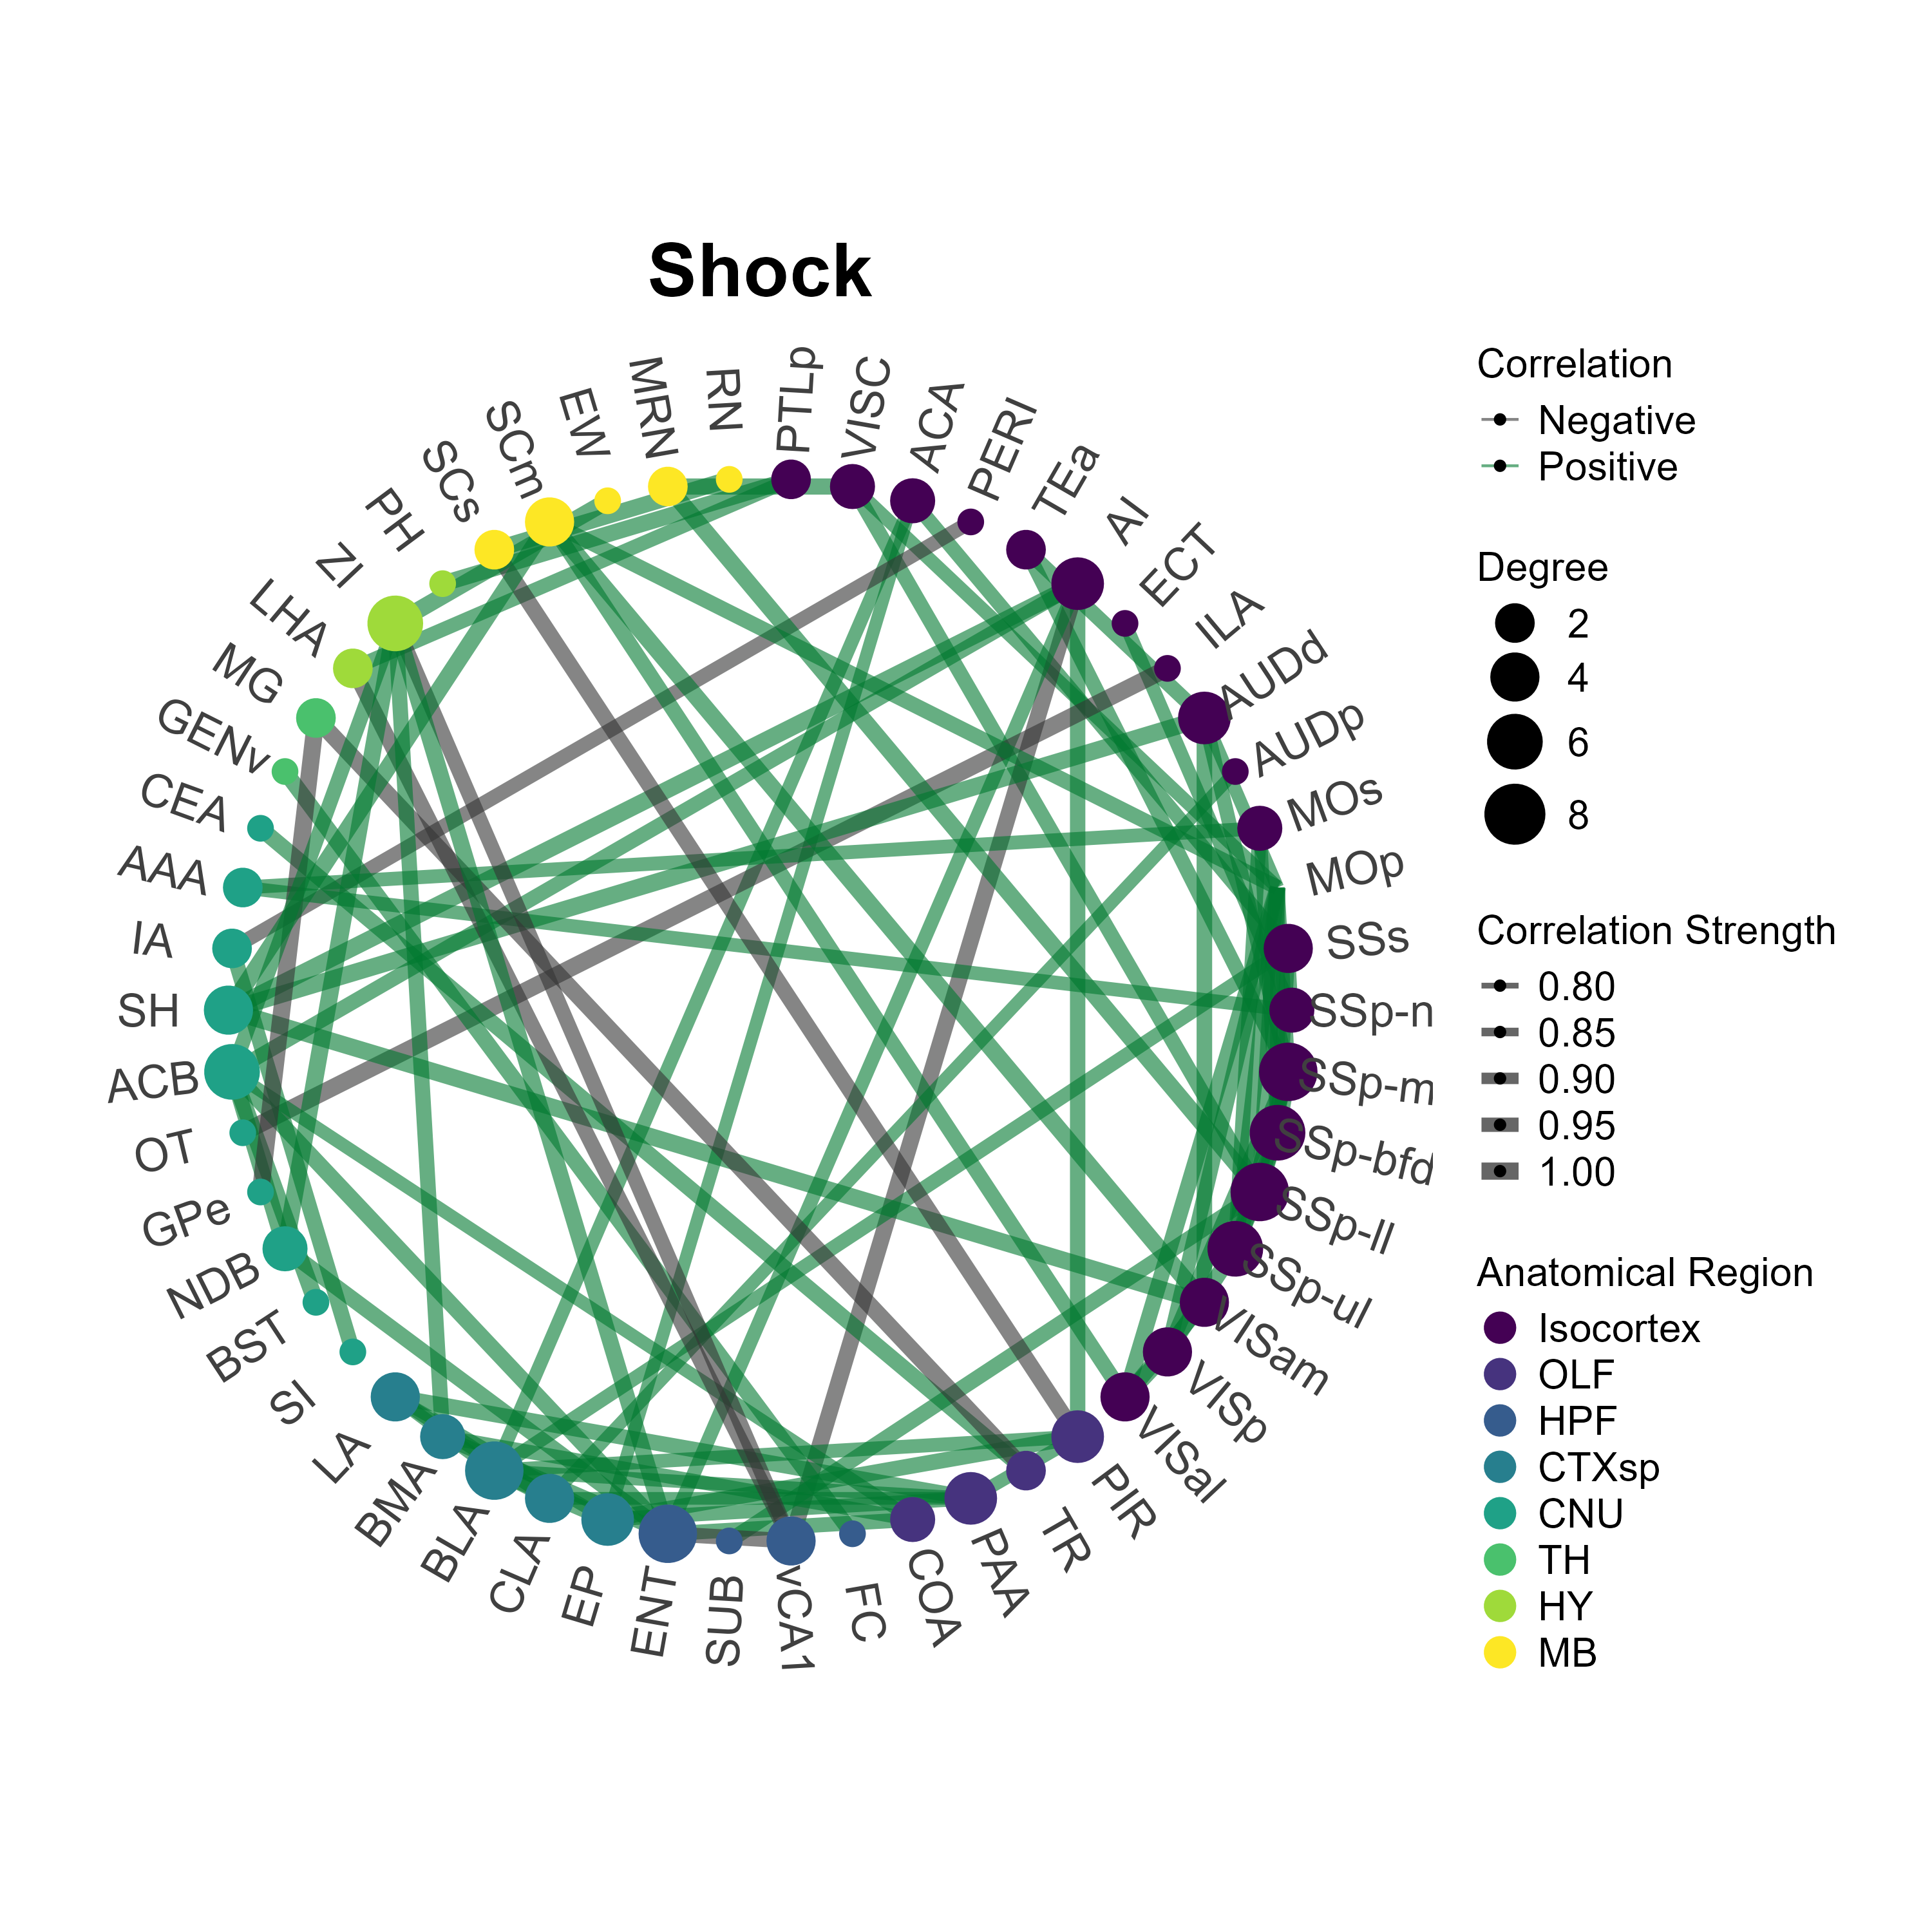 Shock
PTLp
VISC
ACA
PERI
TEa
AI
ECT
ILA
AUDd
AUDp
MOs
MOp
SSs
SSp-n
SSp-m
SSp-bfd
SSp-ll
SSp-ul
VISam
VISp
VISal
PIR
TR
PAA
COA
FC
vCA1
SUB
ENT
EP
CLA
BLA
BMA
LA
SI
BST
NDB
GPe
OT
ACB
SH
IA
AAA
CEA
GENv
MG
LHA
ZI
PH
SCs
SCm
EW
MRN
RN
Correlation
Negative
Positive
Degree
2
4
6
8
Correlation Strength
0.80
0.85
0.90
0.95
1.00
Anatomical Region
Isocortex
OLF
HPF
CTXsp
CNU
TH
HY
MB